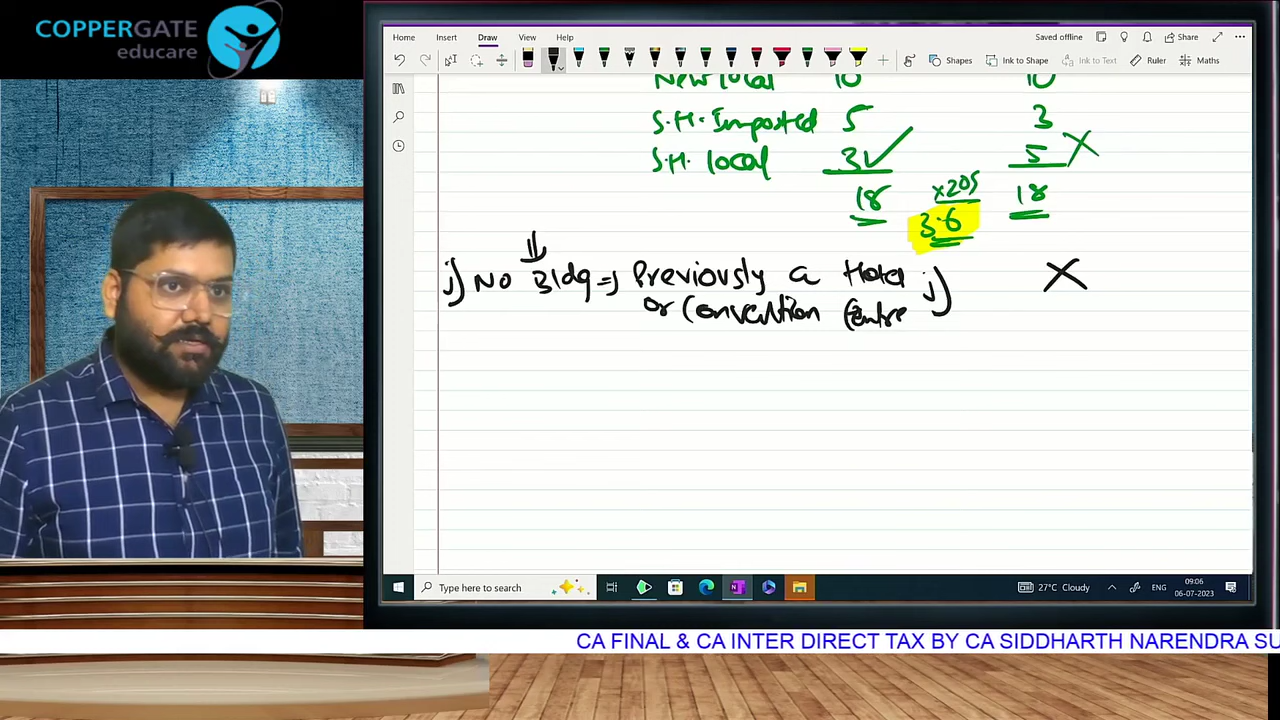 COPPERGATE
educare
Home Insert Draw View Help
Saved offline
Share
Shapes
Ink to Shape
Ink to Text
Ruler
Maths
New local 10 10
S.H. Imported 5 3
S.H. local 3 5
18 ×20% 18
3.6
j) No Bldg => Previously a Hotel j)
or Convention Centre
Type here to search
27°C Cloudy
ENG
09:06
06-07-2023
CA FINAL & CA INTER DIRECT TAX BY CA SIDDHARTH NARENDRA SU